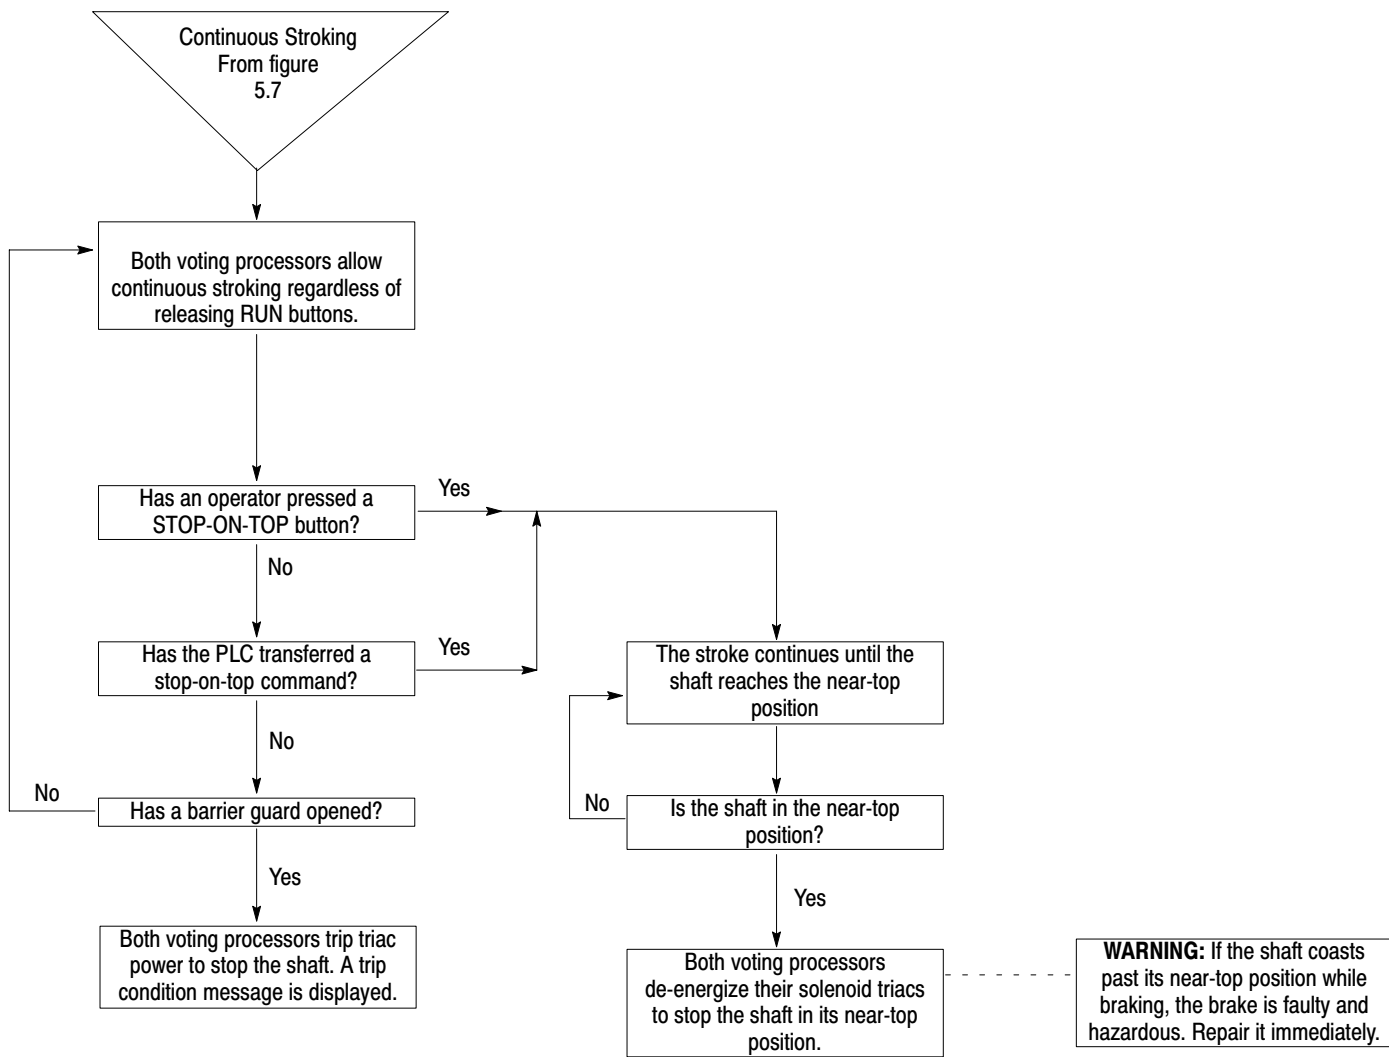 Continuous Stroking
From figure
5.7
Both voting processors allow
continuous stroking regardless of
releasing RUN buttons.
Has an operator pressed a
STOP-ON-TOP button?
Yes
No
Has the PLC transferred a
stop-on-top command?
Yes
No
Has a barrier guard opened?
No
Yes
Both voting processors trip triac
power to stop the shaft. A trip
condition message is displayed.
The stroke continues until the
shaft reaches the near-top
position
Is the shaft in the near-top
position?
No
Yes
Both voting processors
de-energize their solenoid triacs
to stop the shaft in its near-top
position.
WARNING: If the shaft coasts
past its near-top position while
braking, the brake is faulty and
hazardous. Repair it immediately.